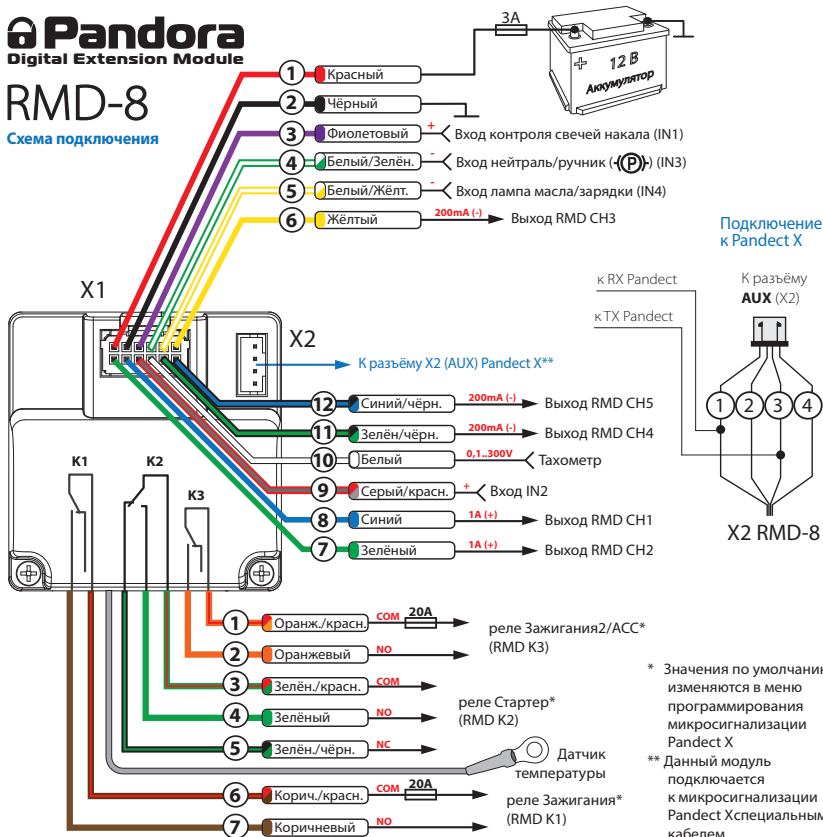 Pandora
Digital Extension Module
RMD-8
Схема подключения
3A
+ 12 В
Аккумулятор
1 Красный
2 Чёрный
3 Фиолетовый + Вход контроля свечей накала (IN1)
4 Белый/Зелён. - Вход нейтраль/ручник (-(P)-) (IN3)
5 Белый/Жёлт. - Вход лампа масла/зарядки (IN4)
6 Жёлтый 200mA (-) Выход RMD CH3
Подключение
к Pandect X
к RX Pandect
к TX Pandect
К разъёму
AUX (X2)
1 2 3 4
X2 RMD-8
X1
X2
К разъёму X2 (AUX) Pandect X**
12 Синий/чёрн. 200mA (-) Выход RMD CH5
11 Зелён/чёрн. 200mA (-) Выход RMD CH4
10 Белый 0,1..300V Тахометр
9 Серый/красн. + Вход IN2
8 Синий 1A (+) Выход RMD CH1
7 Зелёный 1A (+) Выход RMD CH2
K1
K2
K3
1 Оранж./красн. COM 20A
2 Оранжевый NO
реле Зажигания2/ACC*
(RMD K3)
3 Зелён./красн. COM
4 Зелёный NO
5 Зелён./чёрн. NC
реле Стартер*
(RMD K2)
Датчик
температуры
6 Корич./красн. COM 20A
7 Коричневый NO
реле Зажигания*
(RMD K1)
* Значения по умолчанию
изменяются в меню
программирования
микросигнализации
Pandect X
** Данный модуль
подключается
к микросигнализации
Pandect Xспециальным
кабелем